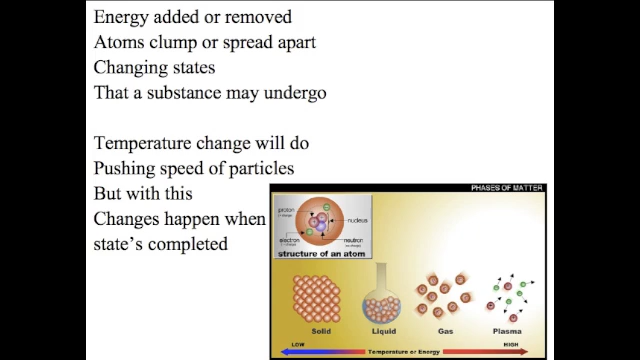 Energy added or removed
Atoms clump or spread apart
Changing states
That a substance may undergo
Temperature change will do
Pushing speed of particles
But with this
Changes happen when
state's completed
PHASES OF MATTER
proton
nucleus
electron
neutron
structure of an atom
Solid
Liquid
Gas
Plasma
LOW
Temperature or Energy
HIGH